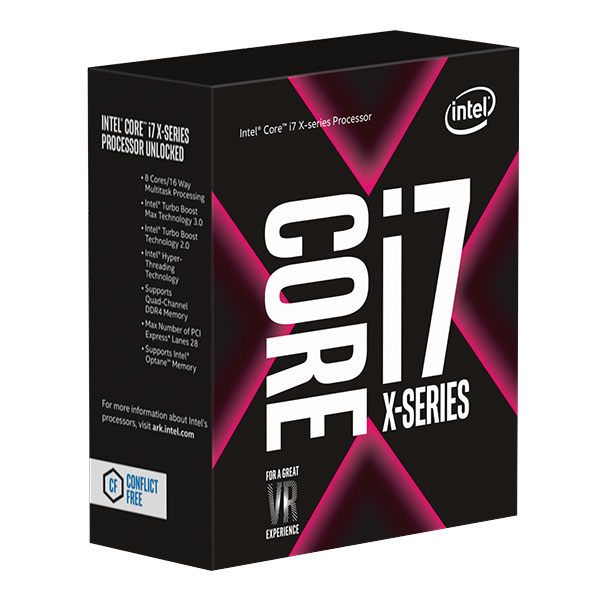 INTEL® CORE™ i7 X-SERIES
PROCESSOR UNLOCKED
• 8 Cores/16 Way
Multitask Processing
• Intel® Turbo Boost
Max Technology 3.0
• Intel® Turbo Boost
Technology 2.0
• Intel® Hyper-
Threading
Technology
• Supports
Quad-Channel
DDR4 Memory
• Max Number of PCI
Express® Lanes 28
• Supports Intel®
Optane™ Memory
For more information about Intel's
processors, visit ark.intel.com
CF
CONFLICT
FREE
Intel® Core™ i7 X-series Processor
intel
CORE
i7
X-SERIES
FOR A GREAT
VR
EXPERIENCE